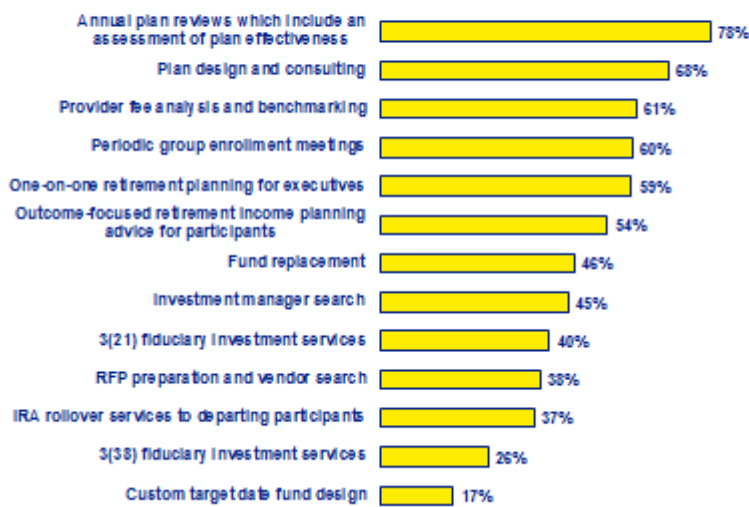 Annual plan reviews which include an
assessment of plan effectiveness
78%
Plan design and consulting
68%
Provider fee analysis and benchmarking
61%
Periodic group enrollment meetings
60%
One-on-one retirement planning for executives
59%
Outcome-focused retirement income planning
advice for participants
54%
Fund replacement
46%
Investment manager search
45%
3(21) fiduciary investment services
40%
RFP preparation and vendor search
38%
IRA rollover services to departing participants
37%
3(38) fiduciary investment services
26%
Custom target date fund design
17%